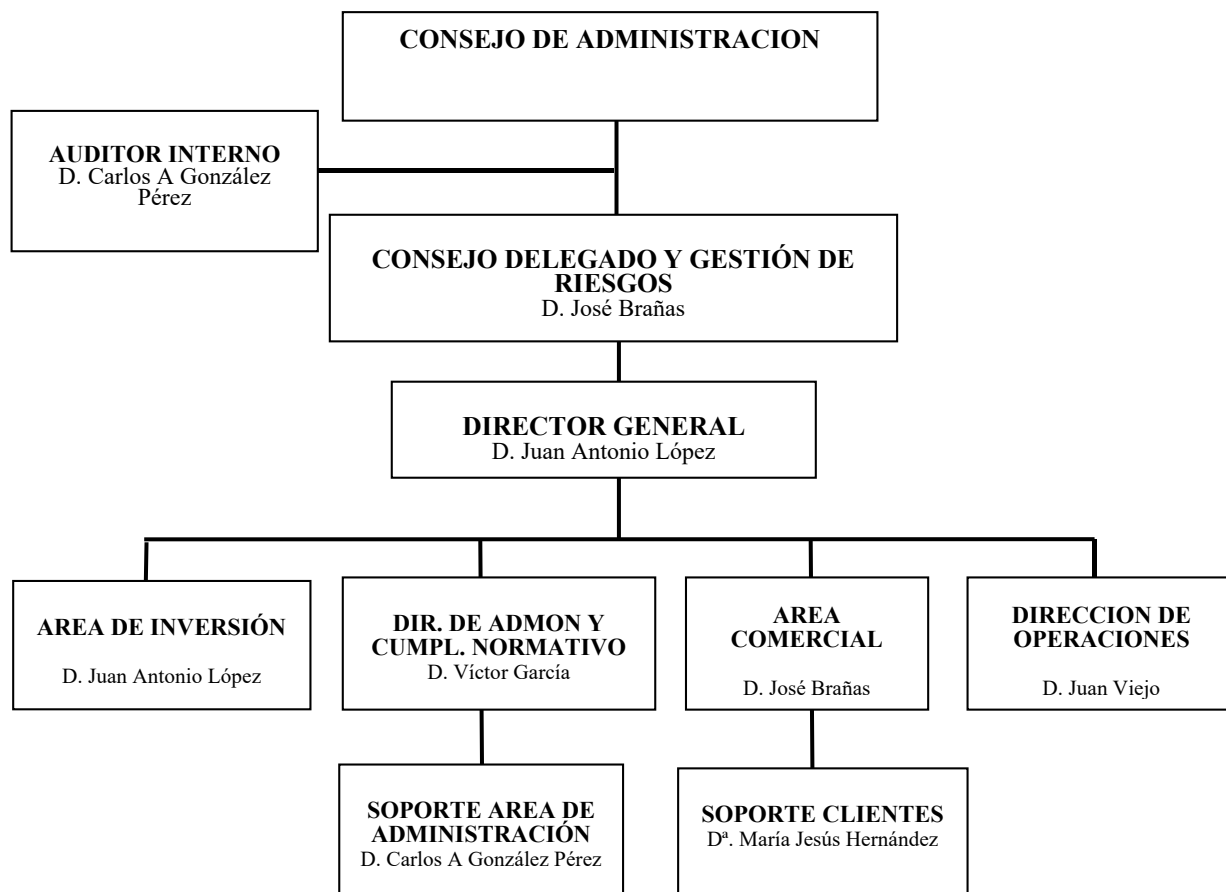 CONSEJO DE ADMINISTRACION
AUDITOR INTERNO
D. Carlos A González
Pérez
CONSEJO DELEGADO Y GESTIÓN DE
RIESGOS
D. José Brañas
DIRECTOR GENERAL
D. Juan Antonio López
AREA DE INVERSIÓN
D. Juan Antonio López
DIR. DE ADMON Y
CUMPL. NORMATIVO
D. Víctor García
AREA
COMERCIAL
D. José Brañas
DIRECCION DE
OPERACIONES
D. Juan Viejo
SOPORTE AREA DE
ADMINISTRACIÓN
D. Carlos A González Pérez
SOPORTE CLIENTES
Dª. María Jesús Hernández